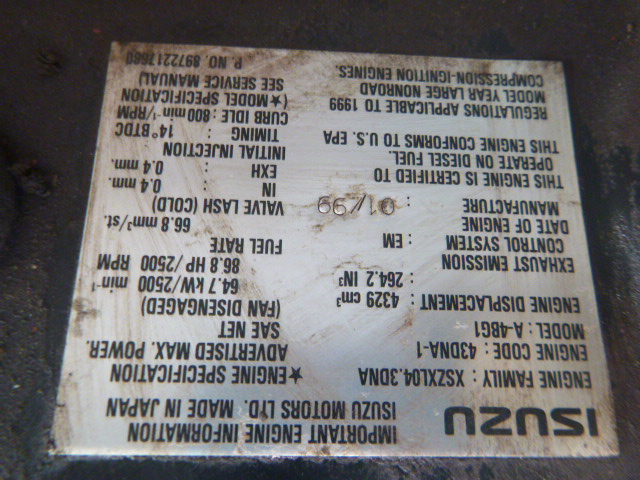 ISUZU
IMPORTANT ENGINE INFORMATION
ISUZU MOTORS LTD. MADE IN JAPAN
ENGINE FAMILY : XSZXL04.3DNA
ENGINE CODE : 43DNA-1
MODEL : A-4BG1
ENGINE DISPLACEMENT : 4329 cm³
264.2 IN³
EXHAUST EMISSION
CONTROL SYSTEM : EM
DATE OF ENGINE
MANUFACTURE : 01/99
THIS ENGINE IS CERTIFIED TO
OPERATE ON DIESEL FUEL.
THIS ENGINE CONFORMS TO U.S. EPA
REGULATIONS APPLICABLE TO 1999
MODEL YEAR LARGE NONROAD
COMPRESSION-IGNITION ENGINES.
★ENGINE SPECIFICATION
ADVERTISED MAX. POWER.
SAE NET
(FAN DISENGAGED)
64.7 kW/2500 min⁻¹
86.8 HP/2500 RPM
FUEL RATE
66.8 mm³/st.
VALVE LASH (COLD)
IN : 0.4 mm.
EXH : 0.4 mm.
INITIAL INJECTION
TIMING : 14° BTDC
CURB IDLE : 800 min⁻¹/RPM
(★MODEL SPECIFICATION
SEE SERVICE MANUAL)
P. NO. 8972217660